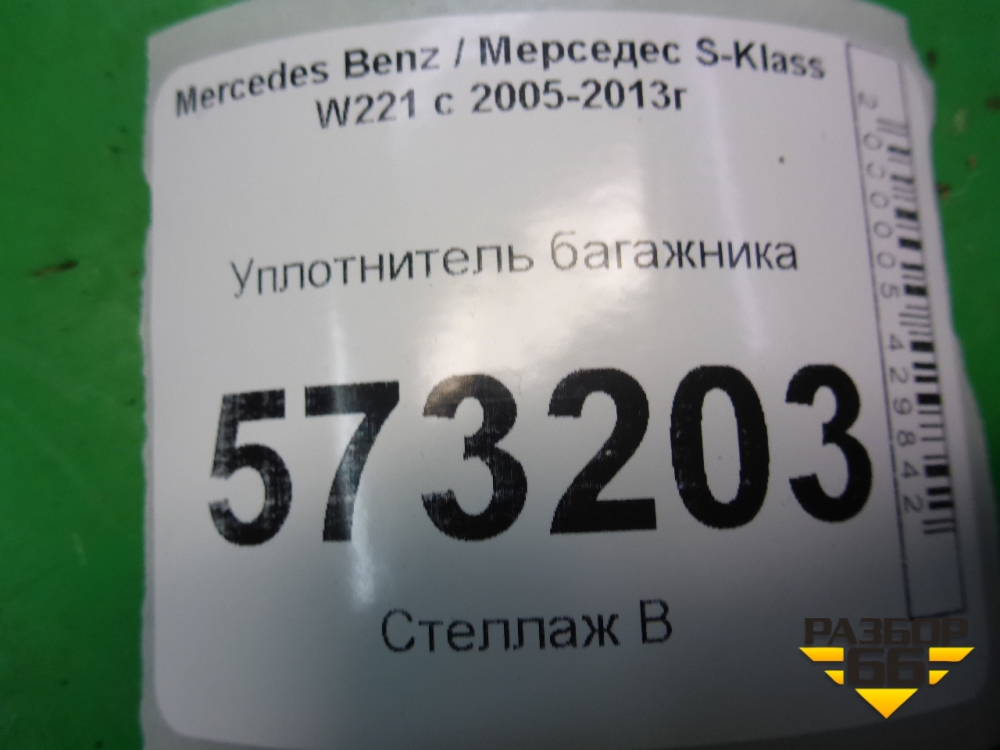 Mercedes Benz / Мерседес S-Klass
W221 с 2005-2013г
Уплотнитель багажника
573203
Стеллаж В
2000005429842
РАЗБОР
66